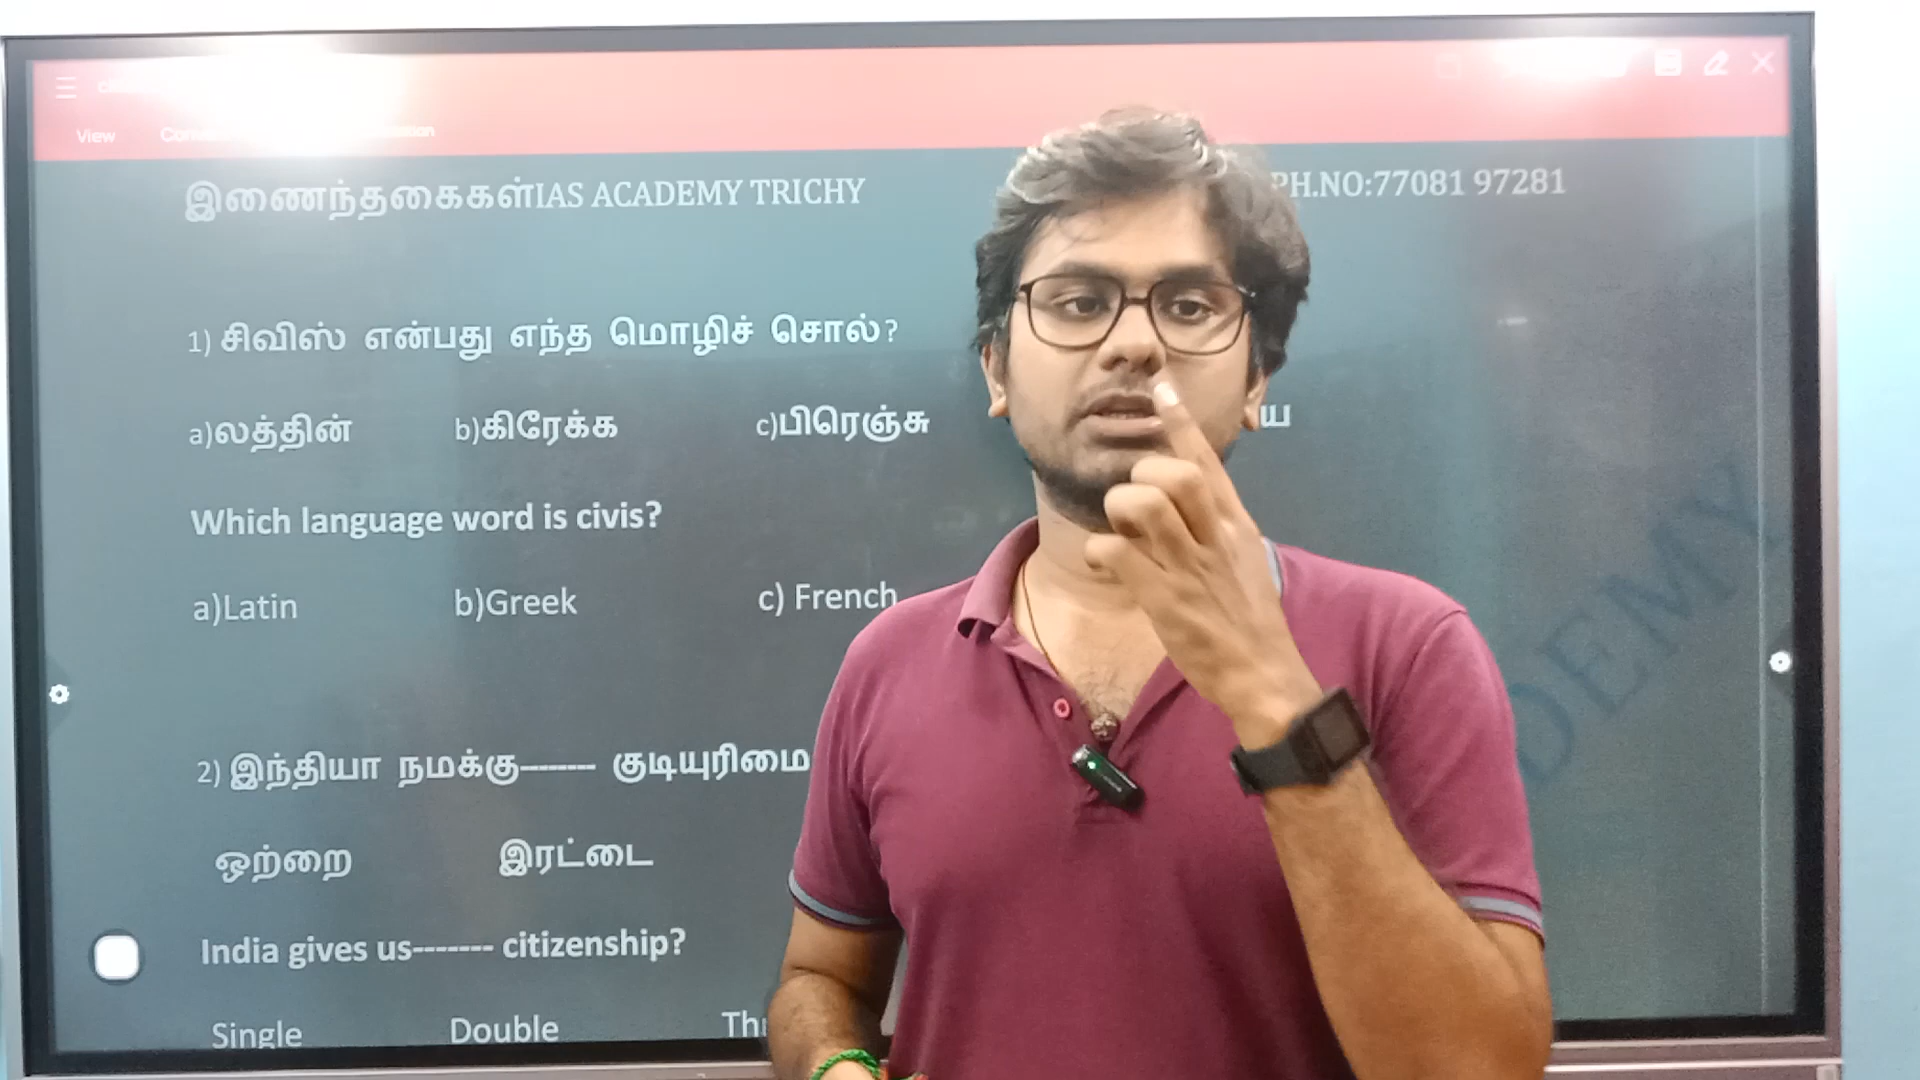 View
இணைந்தகைகள்IAS ACADEMY TRICHY PH.NO:77081 97281
1) சிவிஸ் என்பது எந்த மொழிச் சொல்?
a)லத்தின் b)கிரேக்க c)பிரெஞ்சு
Which language word is civis?
a)Latin b)Greek c) French
2) இந்தியா நமக்கு------- குடியுரிமை
ஒற்றை இரட்டை
India gives us------- citizenship?
Single Double